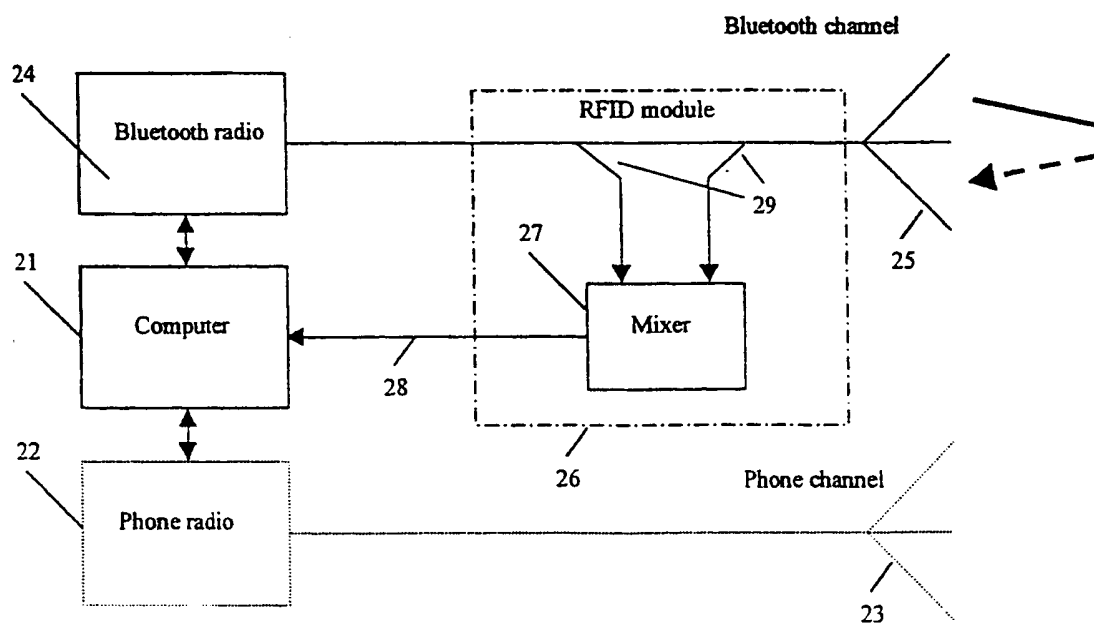 Bluetooth channel
24
RFID module
Bluetooth radio
29
27
25
21
Computer
Mixer
28
22
26
Phone channel
Phone radio
23